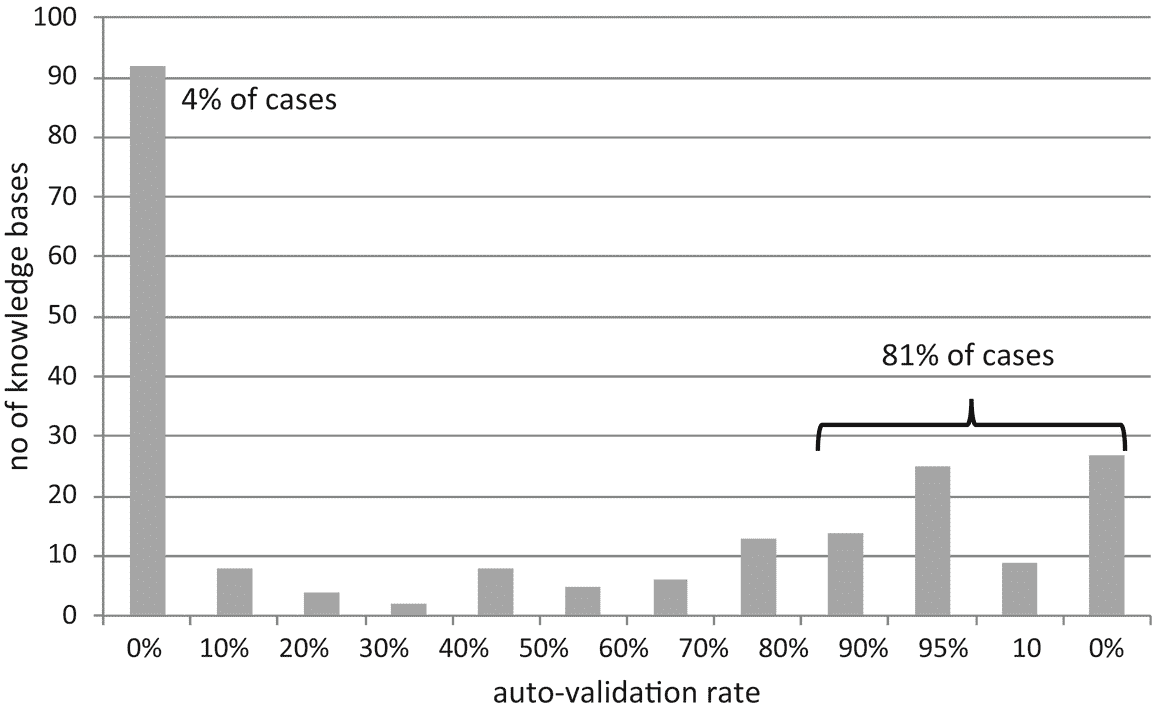 100
90
4% of cases
80
70
60
50
81% of cases
40
30
20
10
0
no of knowledge bases
0% 10% 20% 30% 40% 50% 60% 70% 80% 90% 95% 10 0%
auto-validation rate